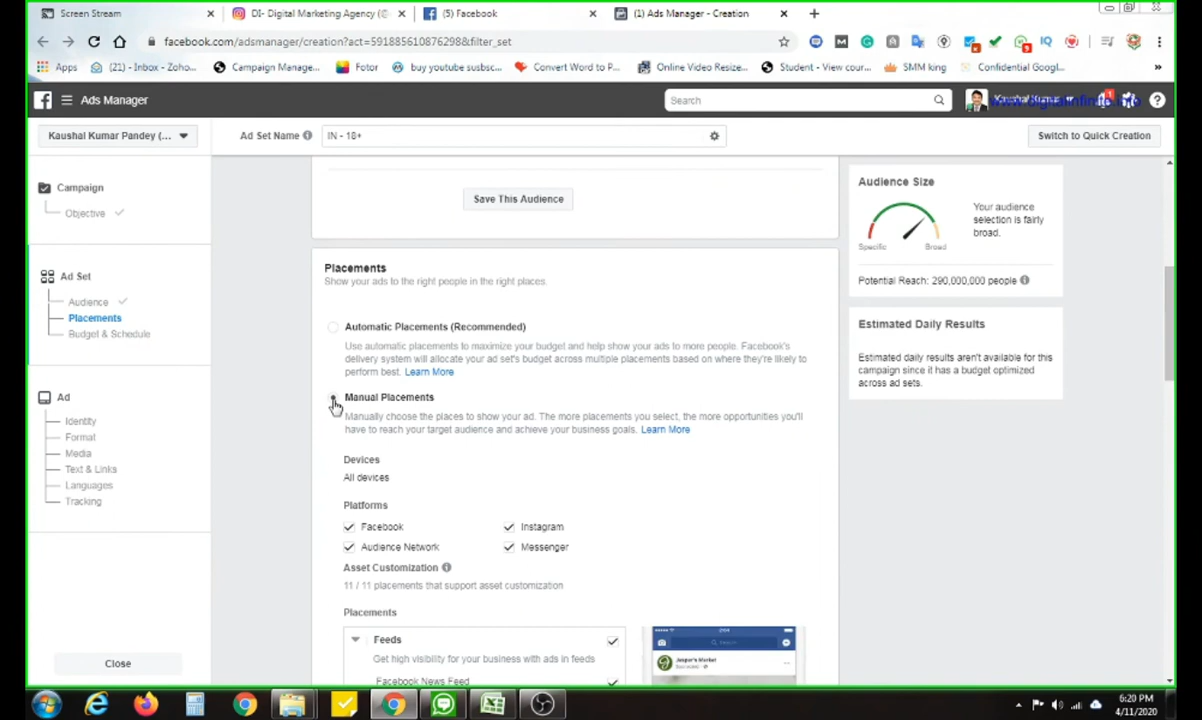 Screen Stream
DI- Digital Marketing Agency (@
(5) Facebook
(1) Ads Manager - Creation
facebook.com/adsmanager/creation?act=591885610876298&filter_set
Apps
(21) - Inbox - Zoho...
Campaign Manage...
Fotor
buy youtube susbsc...
Convert Word to P...
Online Video Resize...
Student - View cour...
SMM king
Confidential Googl...
»
Ads Manager
Search
Kaushal Kumar
www.digitalinfinite.info
Kaushal Kumar Pandey (...
Ad Set Name
IN - 18+
Switch to Quick Creation
Campaign
Objective
Ad Set
Audience
Placements
Budget & Schedule
Ad
Identity
Format
Media
Text & Links
Languages
Tracking
Close
Save This Audience
Placements
Show your ads to the right people in the right places.
Automatic Placements (Recommended)
Use automatic placements to maximize your budget and help show your ads to more people. Facebook's
delivery system will allocate your ad set's budget across multiple placements based on where they're likely to
perform best. Learn More
Manual Placements
Manually choose the places to show your ad. The more placements you select, the more opportunities you'll
have to reach your target audience and achieve your business goals. Learn More
Devices
All devices
Platforms
Facebook
Instagram
Audience Network
Messenger
Asset Customization
11 / 11 placements that support asset customization
Placements
Feeds
Get high visibility for your business with ads in feeds
Facebook News Feed
Search
Jasper's Market
Audience Size
Your audience
selection is fairly
broad.
Specific
Broad
Potential Reach: 290,000,000 people
Estimated Daily Results
Estimated daily results aren't available for this
campaign since it has a budget optimized
across ad sets.
6:20 PM
4/11/2020